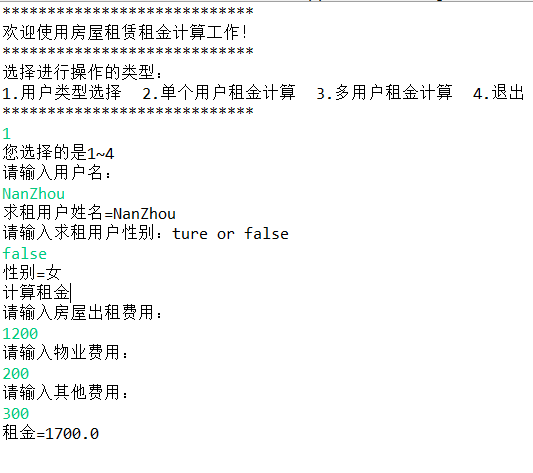 ****************************
欢迎使用房屋租赁租金计算工作！
****************************
选择进行操作的类型：
1.用户类型选择  2.单个用户租金计算  3.多用户租金计算  4.退出
****************************
1
您选择的是1~4
请输入用户名：
NanZhou
求租用户姓名=NanZhou
请输入求租用户性别：ture or false
false
性别=女
计算租金
请输入房屋出租费用：
1200
请输入物业费用：
200
请输入其他费用：
300
租金=1700.0